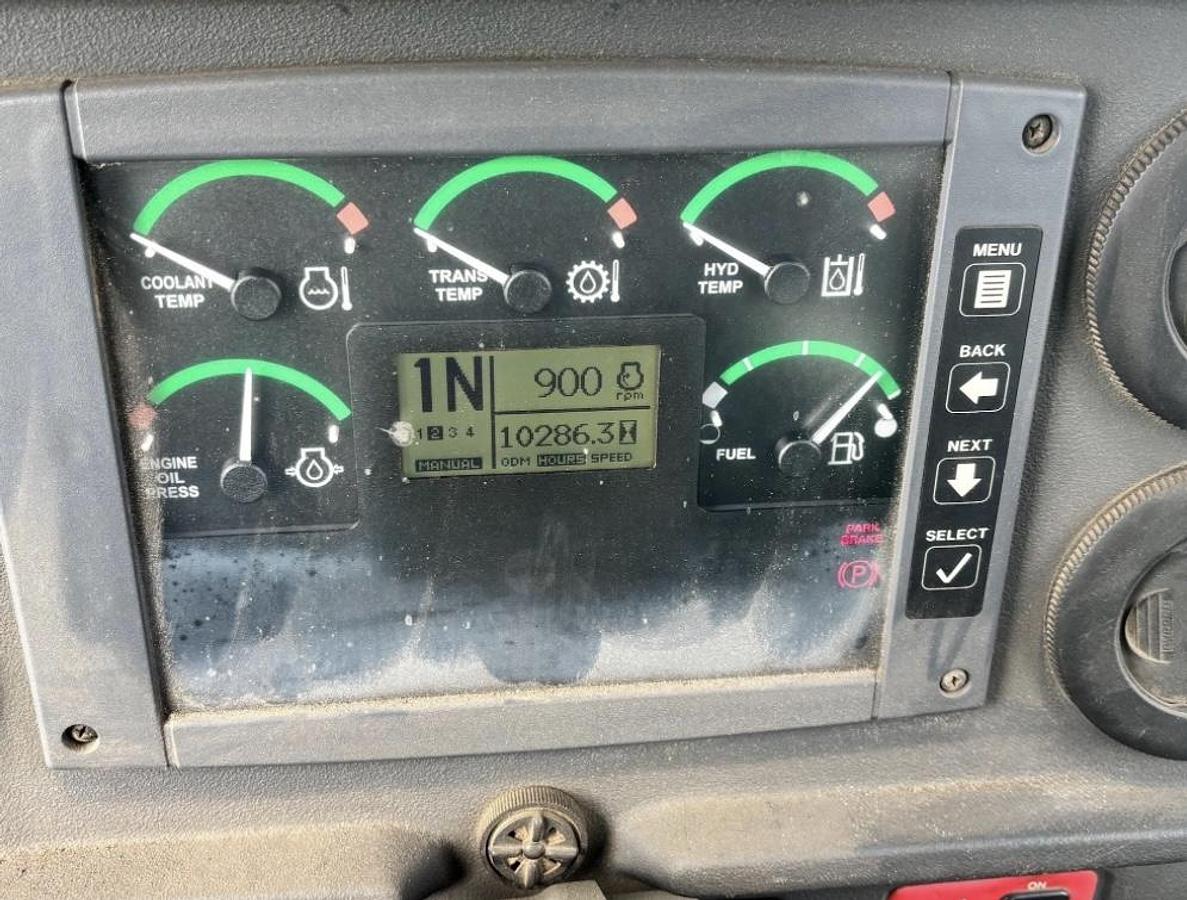 MENU
COOLANT
TEMP
TRANS
TEMP
HYD
TEMP
BACK
1N
900
rpm
1 2 3 4
10286.3
MANUAL
ODM HOURS SPEED
ENGINE
OIL
PRESS
FUEL
NEXT
PARK
BRAKE
P
SELECT
ON